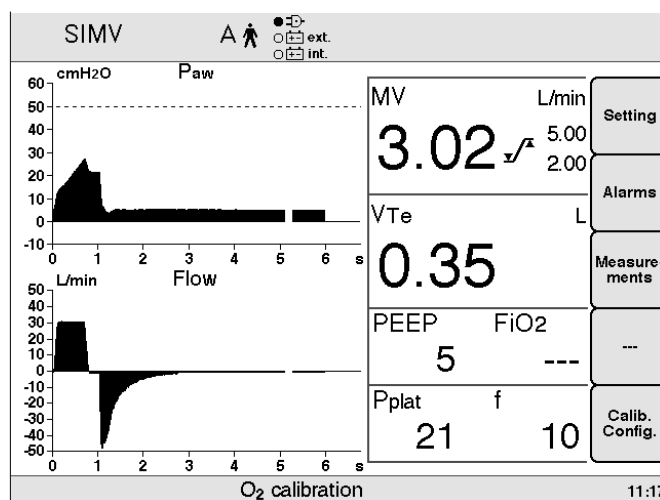 SIMV A ext.
int.
cmH2O Paw
60
50
40
30
20
10
0
-10
0 1 2 3 4 5 6 s
L/min Flow
50
40
30
20
10
0
-10
-20
-30
-40
-50
0 1 2 3 4 5 6 s
MV L/min
3.02 5.00
2.00
VTe L
0.35
PEEP FiO2
5 ---
Pplat f
21 10
Setting
Alarms
Measure-
ments
---
Calib.
Config.
O2 calibration
11:17